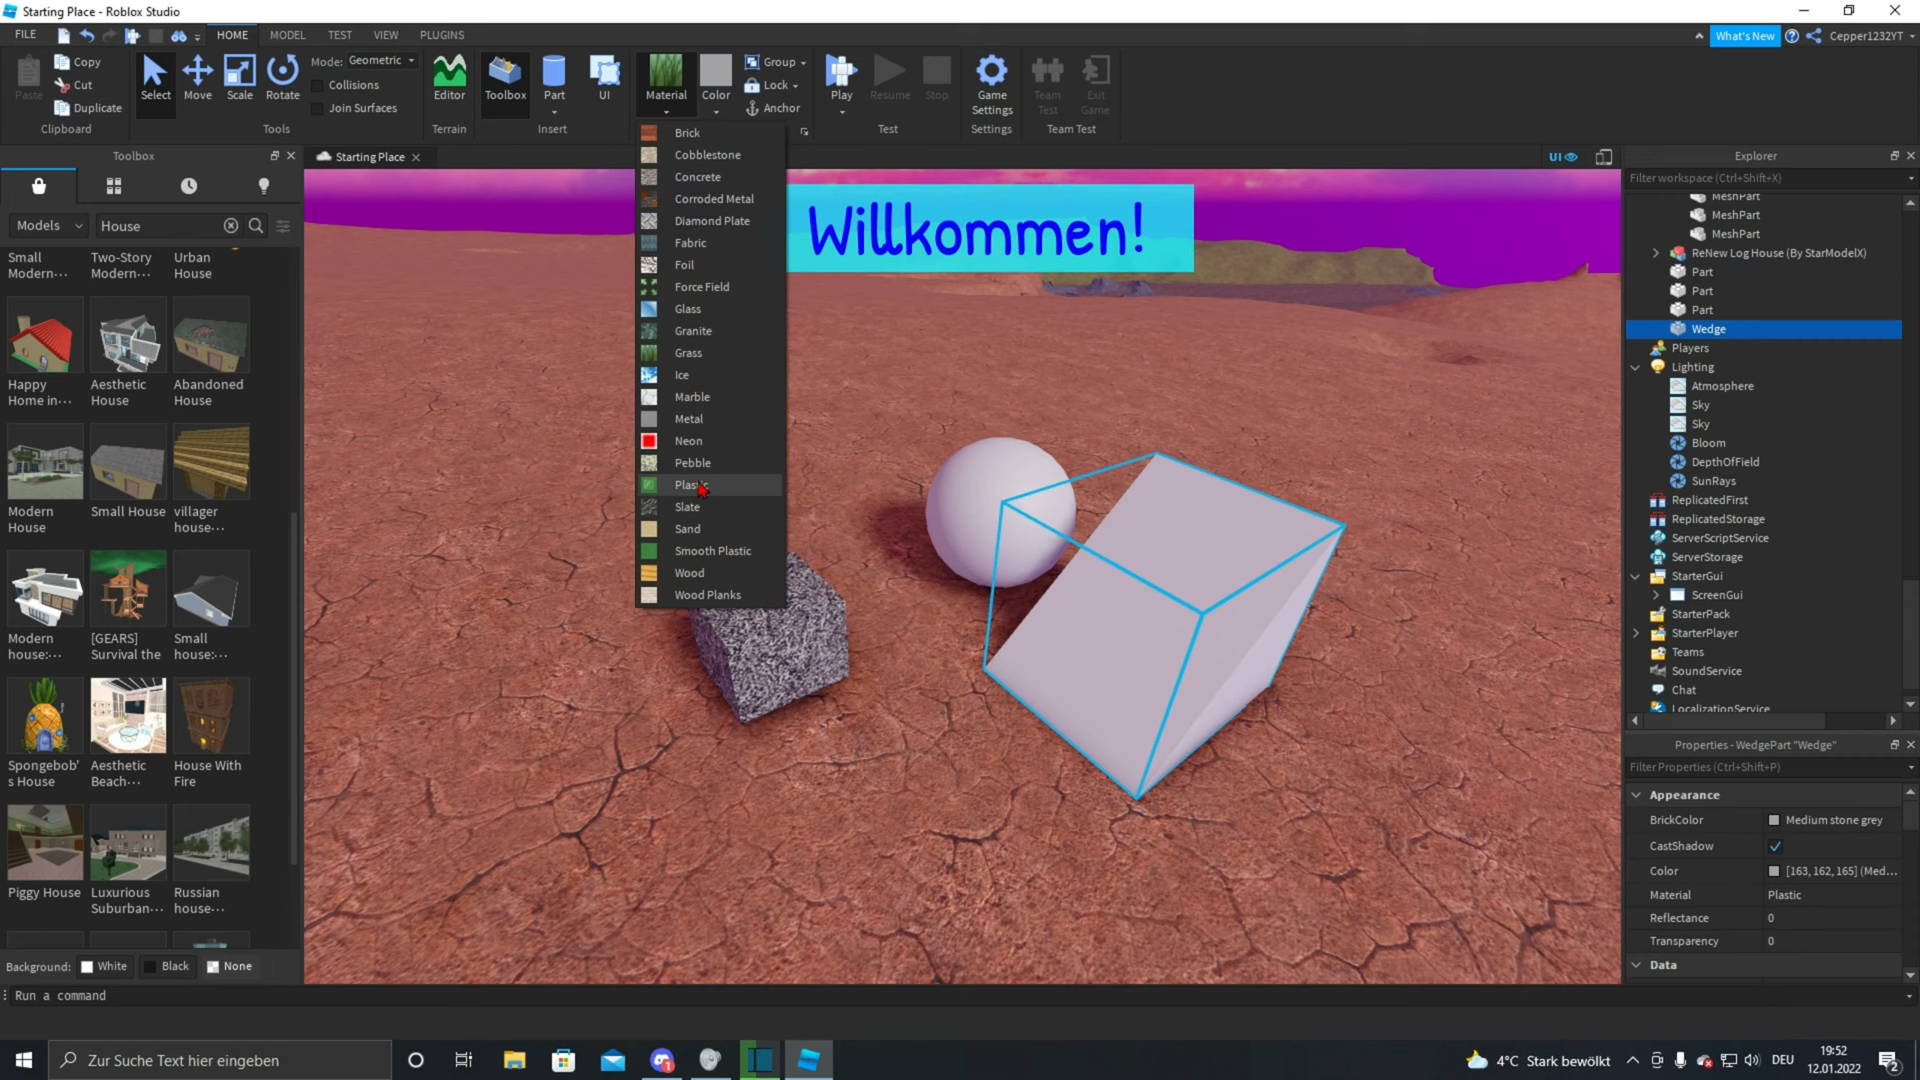 Starting Place - Roblox Studio
FILE HOME MODEL TEST VIEW PLUGINS What's New Cepper1232YT
Paste Copy Cut Duplicate Clipboard
Select Move Scale Rotate Mode: Geometric Collisions Join Surfaces Tools
Editor Terrain
Toolbox Part UI Insert
Material Color Group Lock Anchor
Play Resume Stop Test
Game Settings Settings
Team Test Exit Game Team Test
Toolbox
Models House
Small Modern... Two-Story Modern... Urban House
Happy Home in... Aesthetic House Abandoned House
Modern House Small House villager house...
Modern house:... [GEARS] Survival the Small house:...
Spongebob's House Aesthetic Beach... House With Fire
Piggy House Luxurious Suburban... Russian house...
Background: White Black None
Run a command
Starting Place
Brick
Cobblestone
Concrete
Corroded Metal
Diamond Plate
Fabric
Foil
Force Field
Glass
Granite
Grass
Ice
Marble
Metal
Neon
Pebble
Plastic
Slate
Sand
Smooth Plastic
Wood
Wood Planks
UI
Willkommen!
Explorer
Filter workspace (Ctrl+Shift+X)
MeshPart
MeshPart
MeshPart
ReNew Log House (By StarModelX)
Part
Part
Part
Wedge
Players
Lighting
Atmosphere
Sky
Sky
Bloom
DepthOfField
SunRays
ReplicatedFirst
ReplicatedStorage
ServerScriptService
ServerStorage
StarterGui
ScreenGui
StarterPack
StarterPlayer
Teams
SoundService
Chat
LocalizationService
Properties - WedgePart "Wedge"
Filter Properties (Ctrl+Shift+P)
Appearance
BrickColor Medium stone grey
CastShadow
Color [163, 162, 165] (Med...
Material Plastic
Reflectance 0
Transparency 0
Data
Zur Suche Text hier eingeben
4°C Stark bewölkt DEU 19:52
12.01.2022 2